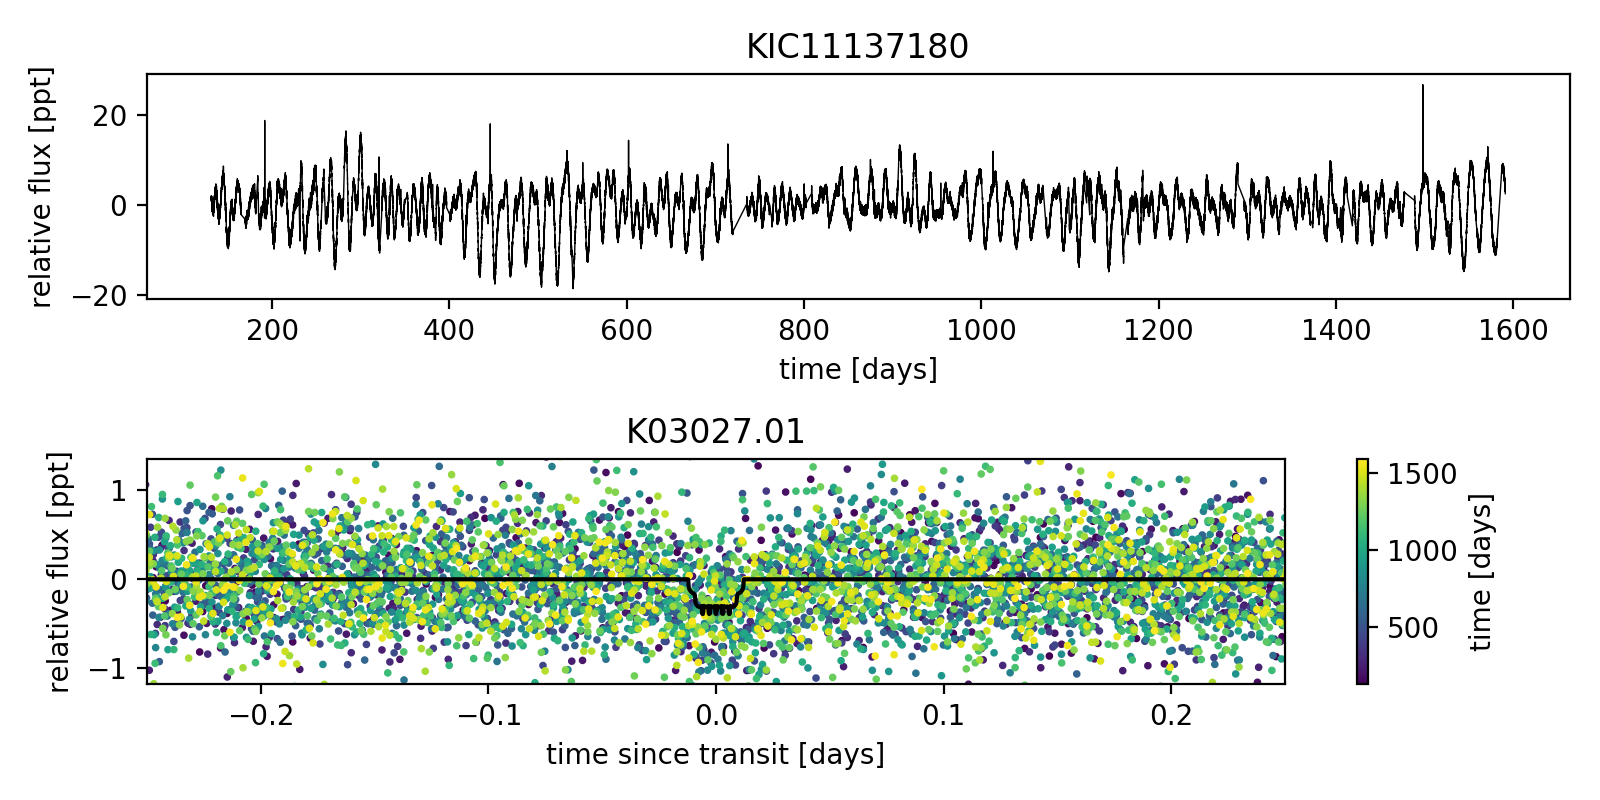 KIC11137180
relative flux [ppt]
20
0
−20
200 400 600 800 1000 1200 1400 1600
time [days]
K03027.01
relative flux [ppt]
1
0
−1
−0.2 −0.1 0.0 0.1 0.2
time since transit [days]
1500
1000
500
time [days]